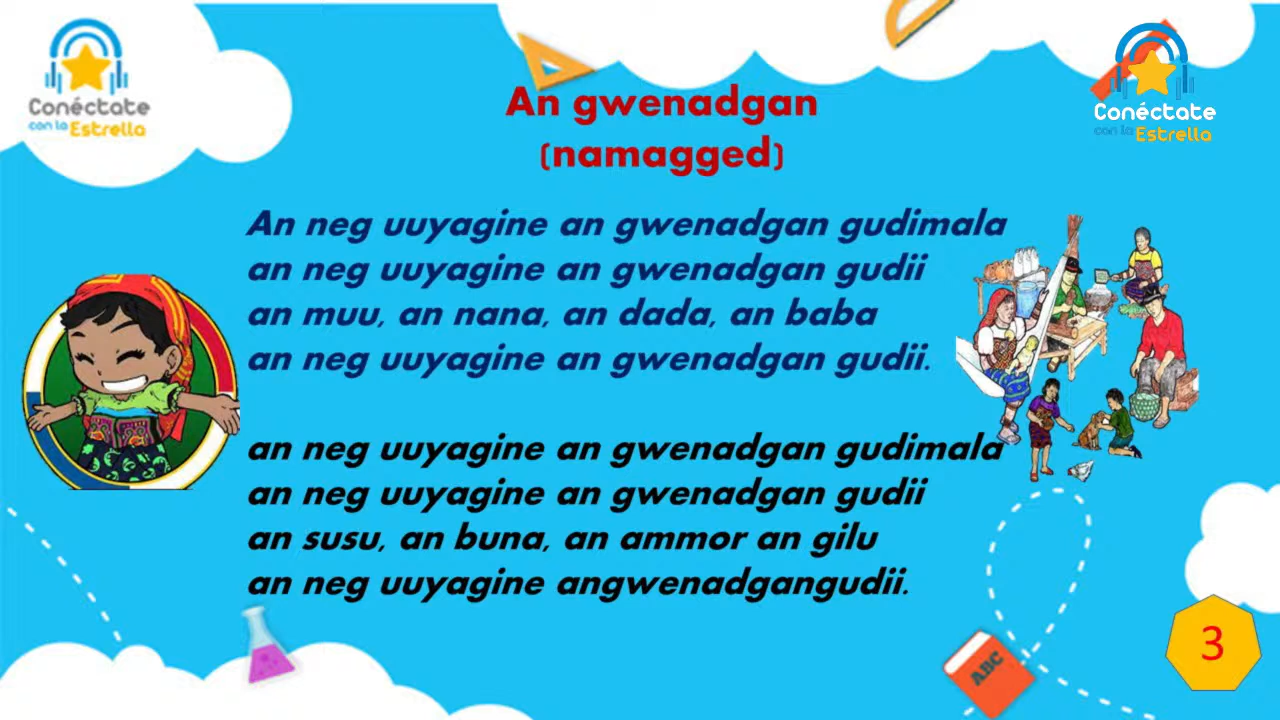 Conéctate
con la Estrella
Conéctate
con la Estrella
An gwenadgan
(namagged)
An neg uuyagine an gwenadgan gudimala
an neg uuyagine an gwenadgan gudii
an muu, an nana, an dada, an baba
an neg uuyagine an gwenadgan gudii.
an neg uuyagine an gwenadgan gudimala
an neg uuyagine an gwenadgan gudii
an susu, an buna, an ammor an gilu
an neg uuyagine angwenadgangudii.
ABC
3